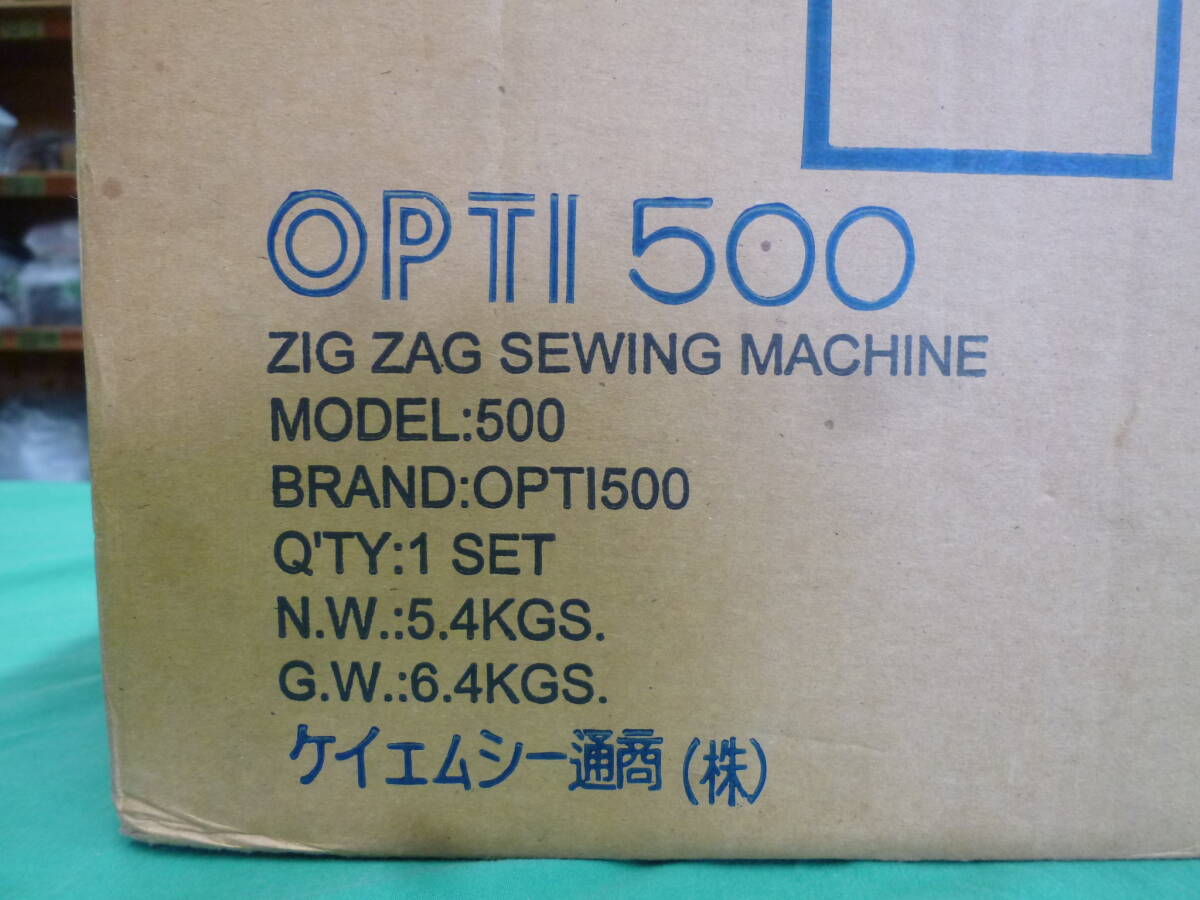 OPTI 500
ZIG ZAG SEWING MACHINE
MODEL:500
BRAND:OPTI500
Q'TY:1 SET
N.W.:5.4KGS.
G.W.:6.4KGS.
ケイエムシー通商(株)